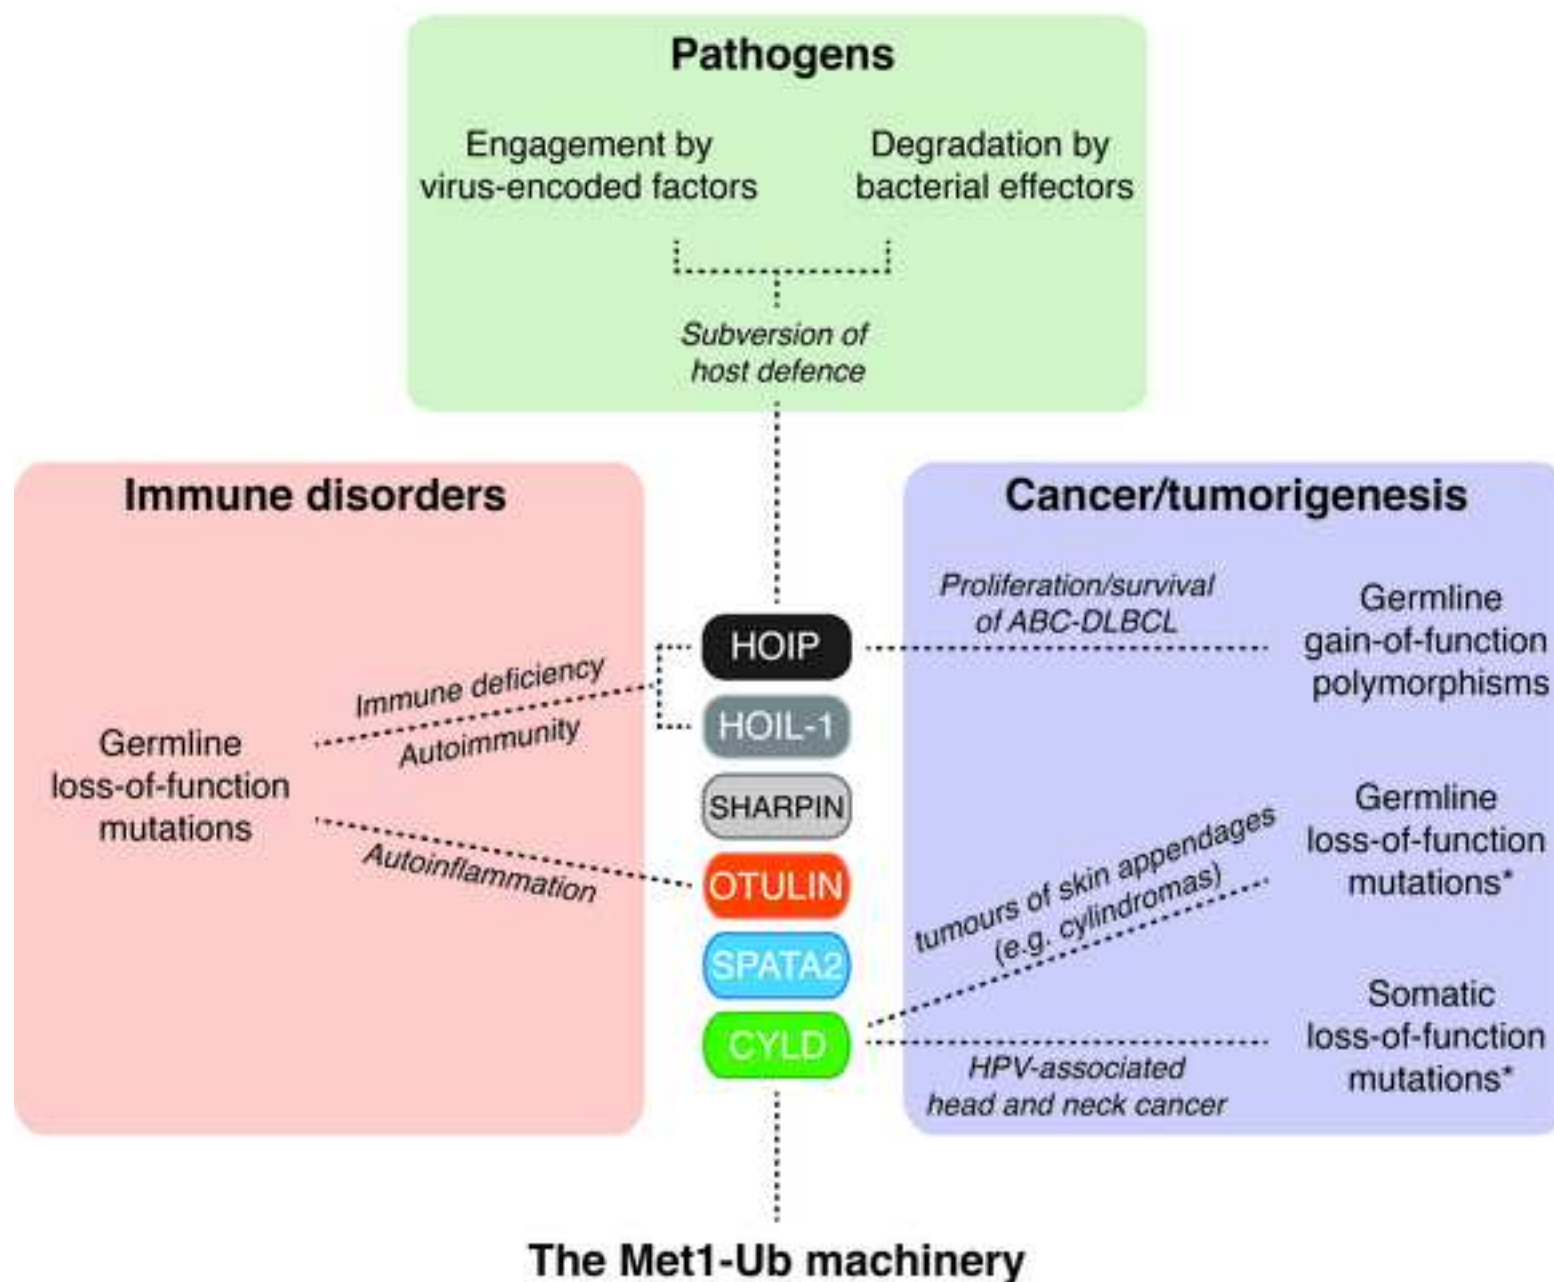 Pathogens
Engagement by
virus-encoded factors
Degradation by
bacterial effectors
Subversion of
host defence
Immune disorders
Germline
loss-of-function
mutations
Immune deficiency
Autoimmunity
Autoinflammation
HOIP
HOIL-1
SHARPIN
OTULIN
SPATA2
CYLD
Cancer/tumorigenesis
Proliferation/survival
of ABC-DLBCL
Germline
gain-of-function
polymorphisms
tumours of skin appendages
(e.g. cylindromas)
Germline
loss-of-function
mutations*
HPV-associated
head and neck cancer
Somatic
loss-of-function
mutations*
The Met1-Ub machinery